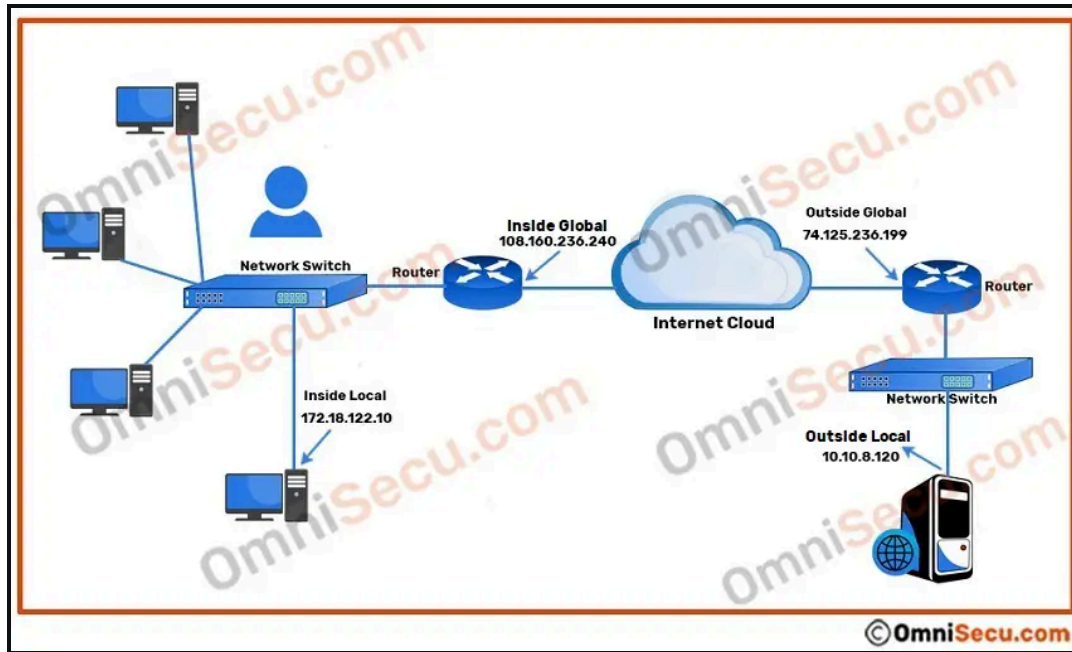 OmniSecu.com
OmniSecu.com
Inside Global
108.160.236.240
Outside Global
74.125.236.199
Network Switch
Router
Router
Internet Cloud
OmniSecu.com
OmniSecu.com
Inside Local
172.18.122.10
Network Switch
Outside Local
10.10.8.120
OmniSecu.com
OmniSecu.com
©OmniSecu.com